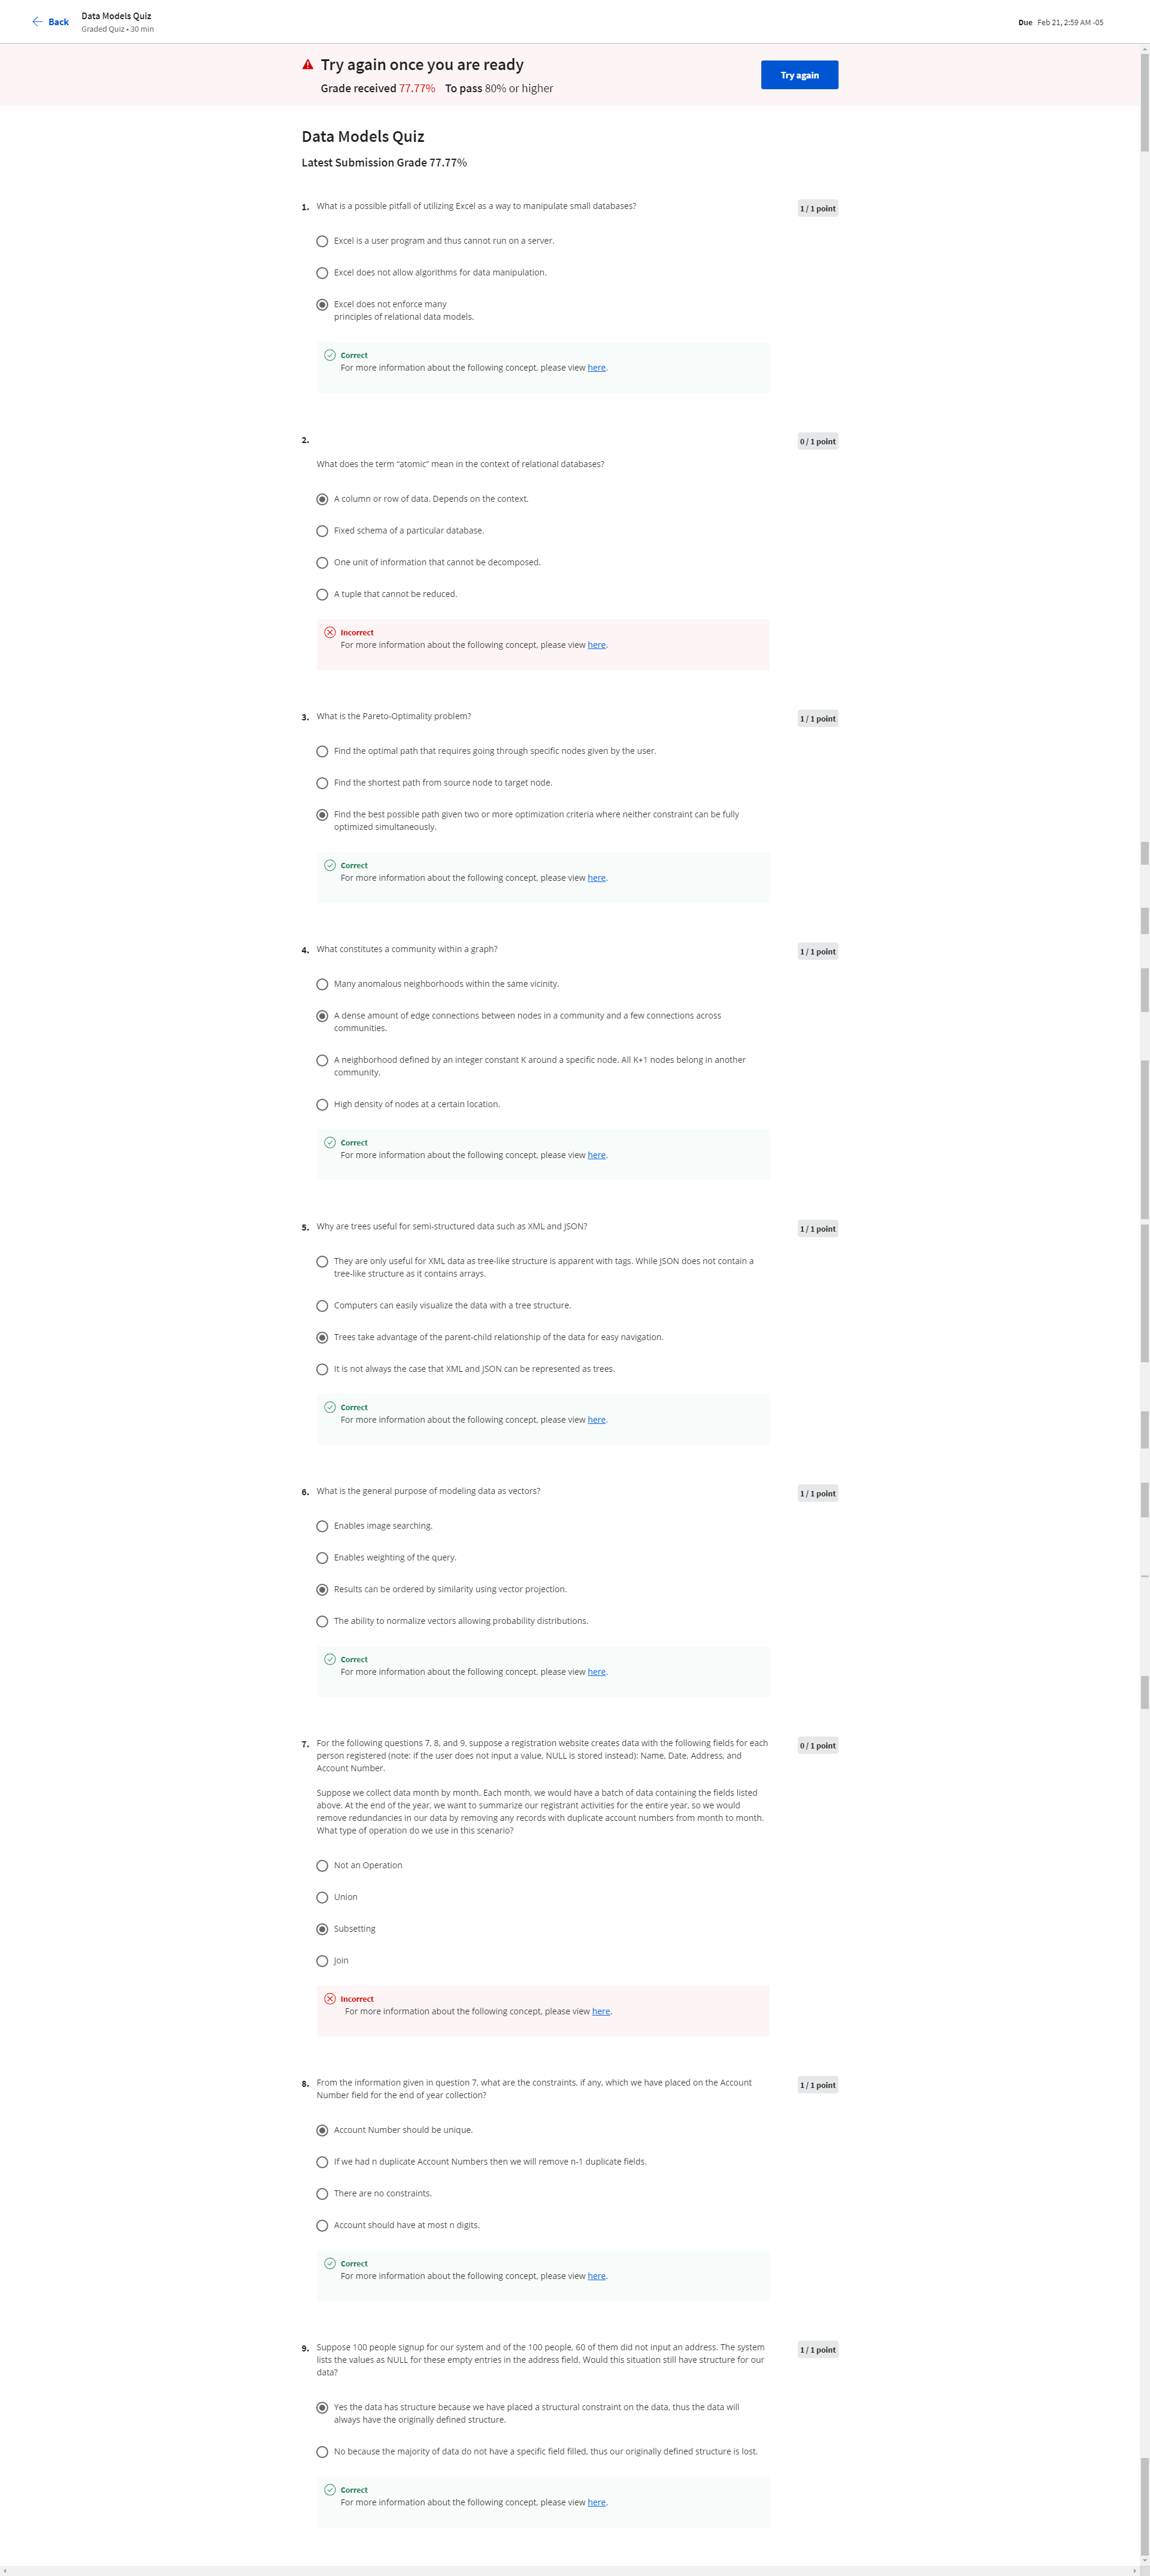 Back
Data Models Quiz
Graded Quiz • 30 min
Due Feb 21, 2:59 AM -05
Try again once you are ready
Grade received 77.77% To pass 80% or higher
Try again
Data Models Quiz
Latest Submission Grade 77.77%
1. What is a possible pitfall of utilizing Excel as a way to manipulate small databases?
1 / 1 point
Excel is a user program and thus cannot run on a server.
Excel does not allow algorithms for data manipulation.
Excel does not enforce many
principles of relational data models.
Correct
For more information about the following concept, please view here.
2.
0 / 1 point
What does the term “atomic” mean in the context of relational databases?
A column or row of data. Depends on the context.
Fixed schema of a particular database.
One unit of information that cannot be decomposed.
A tuple that cannot be reduced.
Incorrect
For more information about the following concept, please view here.
3. What is the Pareto-Optimality problem?
1 / 1 point
Find the optimal path that requires going through specific nodes given by the user.
Find the shortest path from source node to target node.
Find the best possible path given two or more optimization criteria where neither constraint can be fully
optimized simultaneously.
Correct
For more information about the following concept, please view here.
4. What constitutes a community within a graph?
1 / 1 point
Many anomalous neighborhoods within the same vicinity.
A dense amount of edge connections between nodes in a community and a few connections across
communities.
A neighborhood defined by an integer constant K around a specific node. All K+1 nodes belong in another
community.
High density of nodes at a certain location.
Correct
For more information about the following concept, please view here.
5. Why are trees useful for semi-structured data such as XML and JSON?
1 / 1 point
They are only useful for XML data as tree-like structure is apparent with tags. While JSON does not contain a
tree-like structure as it contains arrays.
Computers can easily visualize the data with a tree structure.
Trees take advantage of the parent-child relationship of the data for easy navigation.
It is not always the case that XML and JSON can be represented as trees.
Correct
For more information about the following concept, please view here.
6. What is the general purpose of modeling data as vectors?
1 / 1 point
Enables image searching.
Enables weighting of the query.
Results can be ordered by similarity using vector projection.
The ability to normalize vectors allowing probability distributions.
Correct
For more information about the following concept, please view here.
7. For the following questions 7, 8, and 9, suppose a registration website creates data with the following fields for each
0 / 1 point
person registered (note: if the user does not input a value, NULL is stored instead): Name, Date, Address, and
Account Number.
Suppose we collect data month by month. Each month, we would have a batch of data containing the fields listed
above. At the end of the year, we want to summarize our registrant activities for the entire year, so we would
remove redundancies in our data by removing any records with duplicate account numbers from month to month.
What type of operation do we use in this scenario?
Not an Operation
Union
Subsetting
Join
Incorrect
For more information about the following concept, please view here.
8. From the information given in question 7, what are the constraints, if any, which we have placed on the Account
1 / 1 point
Number field for the end of year collection?
Account Number should be unique.
If we had n duplicate Account Numbers then we will remove n-1 duplicate fields.
There are no constraints.
Account should have at most n digits.
Correct
For more information about the following concept, please view here.
9. Suppose 100 people signup for our system and of the 100 people, 60 of them did not input an address. The system
1 / 1 point
lists the values as NULL for these empty entries in the address field. Would this situation still have structure for our
data?
Yes the data has structure because we have placed a structural constraint on the data, thus the data will
always have the originally defined structure.
No because the majority of data do not have a specific field filled, thus our originally defined structure is lost.
Correct
For more information about the following concept, please view here.